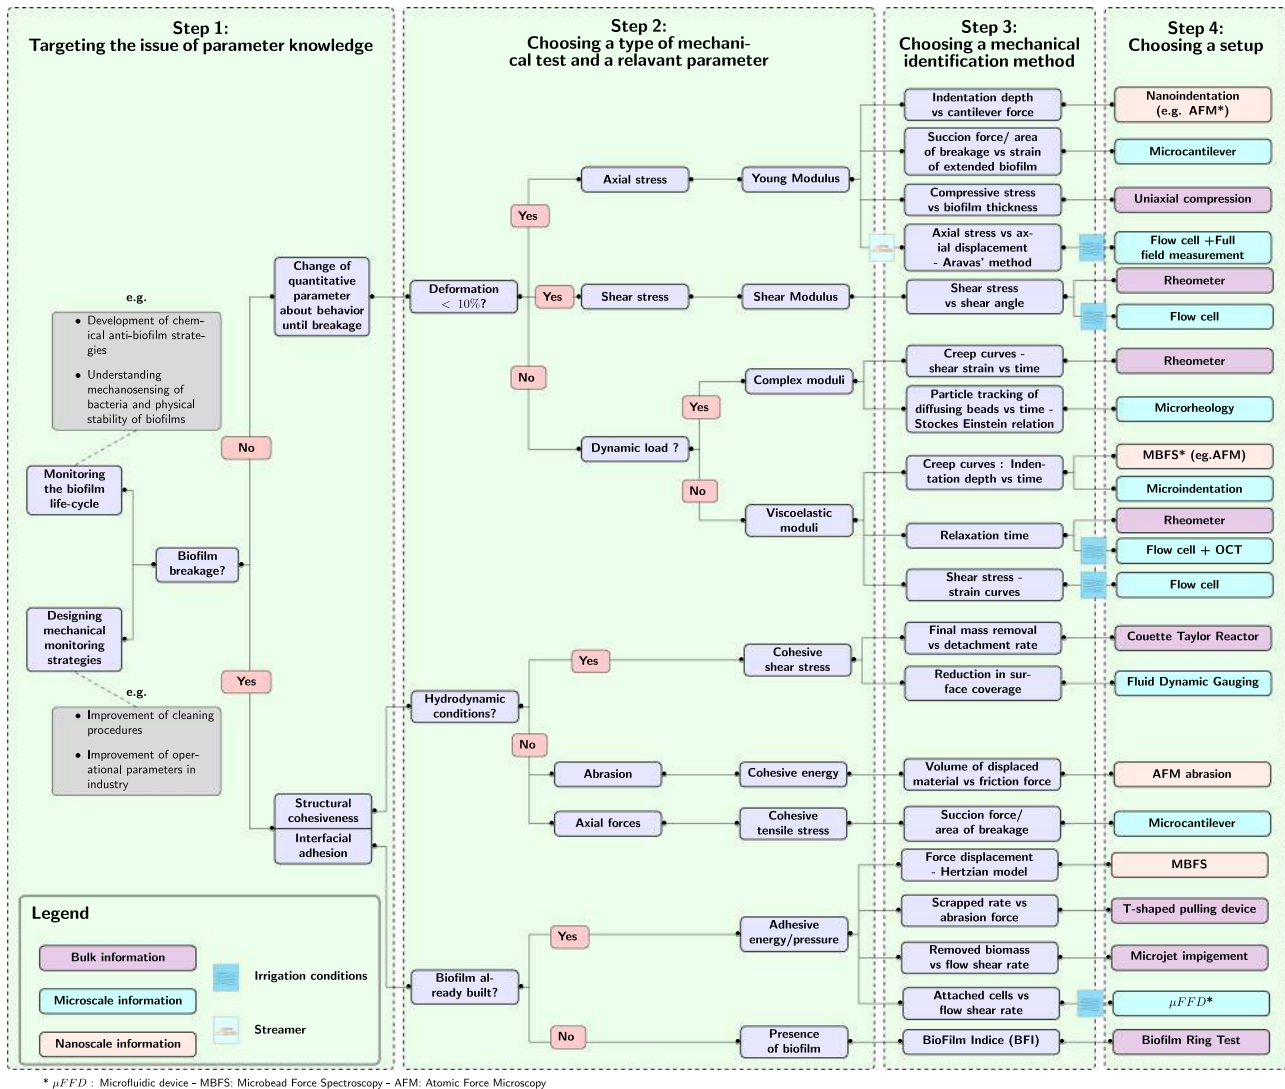 Step 1:
Targeting the issue of parameter knowledge
Step 2:
Choosing a type of mechani-
cal test and a relavant parameter
Step 3:
Choosing a mechanical
identification method
Step 4:
Choosing a setup
e.g.
• Development of chem-
ical anti-biofilm strate-
gies
• Understanding
mechanosensing of
bacteria and physical
stability of biofilms
Monitoring
the biofilm
life-cycle
Biofilm
breakage?
Designing
mechanical
monitoring
strategies
e.g.
• Improvement of cleaning
procedures
• Improvement of oper-
ational parameters in
industry
No
Yes
Change of
quantitative
parameter
about behavior
until breakage
Structural
cohesiveness
Interfacial
adhesion
Deformation
< 10%?
Yes
Axial stress
Young Modulus
Yes
Shear stress
Shear Modulus
No
Dynamic load ?
Yes
Complex moduli
No
Viscoelastic
moduli
Hydrodynamic
conditions?
Yes
Cohesive
shear stress
No
Abrasion
Cohesive energy
Axial forces
Cohesive
tensile stress
Biofilm al-
ready built?
Yes
Adhesive
energy/pressure
No
Presence
of biofilm
Indentation depth
vs cantilever force
Nanoindentation
(e.g. AFM*)
Succion force/ area
of breakage vs strain
of extended biofilm
Microcantilever
Compressive stress
vs biofilm thickness
Uniaxial compression
Axial stress vs ax-
ial displacement
- Aravas' method
Flow cell +Full
field measurement
Shear stress
vs shear angle
Rheometer
Flow cell
Creep curves -
shear strain vs time
Rheometer
Particle tracking of
diffusing beads vs time -
Stockes Einstein relation
Microrheology
Creep curves : Inden-
tation depth vs time
MBFS* (eg.AFM)
Microindentation
Relaxation time
Rheometer
Flow cell + OCT
Shear stress -
strain curves
Flow cell
Final mass removal
vs detachment rate
Couette Taylor Reactor
Reduction in sur-
face coverage
Fluid Dynamic Gauging
Volume of displaced
material vs friction force
AFM abrasion
Succion force/
area of breakage
Microcantilever
Force displacement
- Hertzian model
MBFS
Scrapped rate vs
abrasion force
T-shaped pulling device
Removed biomass
vs flow shear rate
Microjet impigement
Attached cells vs
flow shear rate
μFFD*
BioFilm Indice (BFI)
Biofilm Ring Test
Legend
Bulk information
Microscale information
Nanoscale information
Irrigation conditions
Streamer
* μFFD : Microfluidic device - MBFS: Microbead Force Spectroscopy - AFM: Atomic Force Microscopy